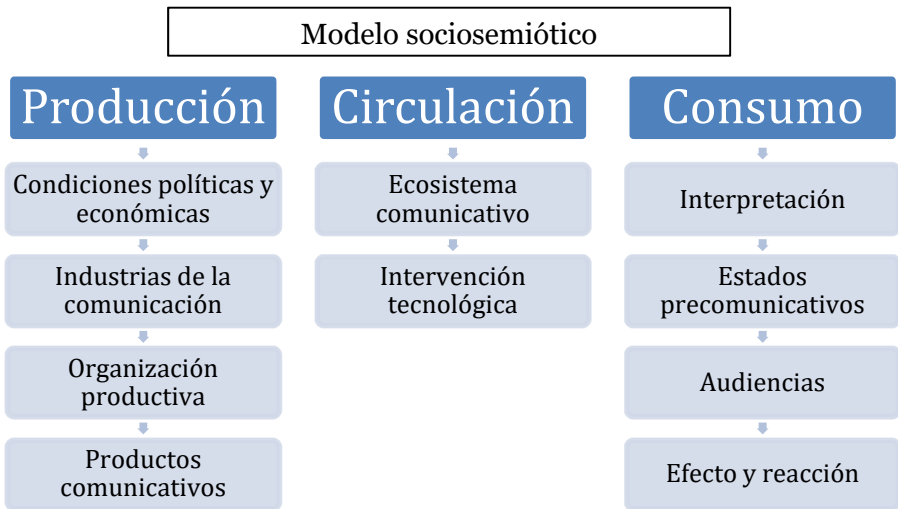 Modelo sociosemiótico
Producción
Condiciones políticas y
económicas
Industrias de la
comunicación
Organización
productiva
Productos
comunicativos
Circulación
Ecosistema
comunicativo
Intervención
tecnológica
Consumo
Interpretación
Estados
precomunicativos
Audiencias
Efecto y reacción